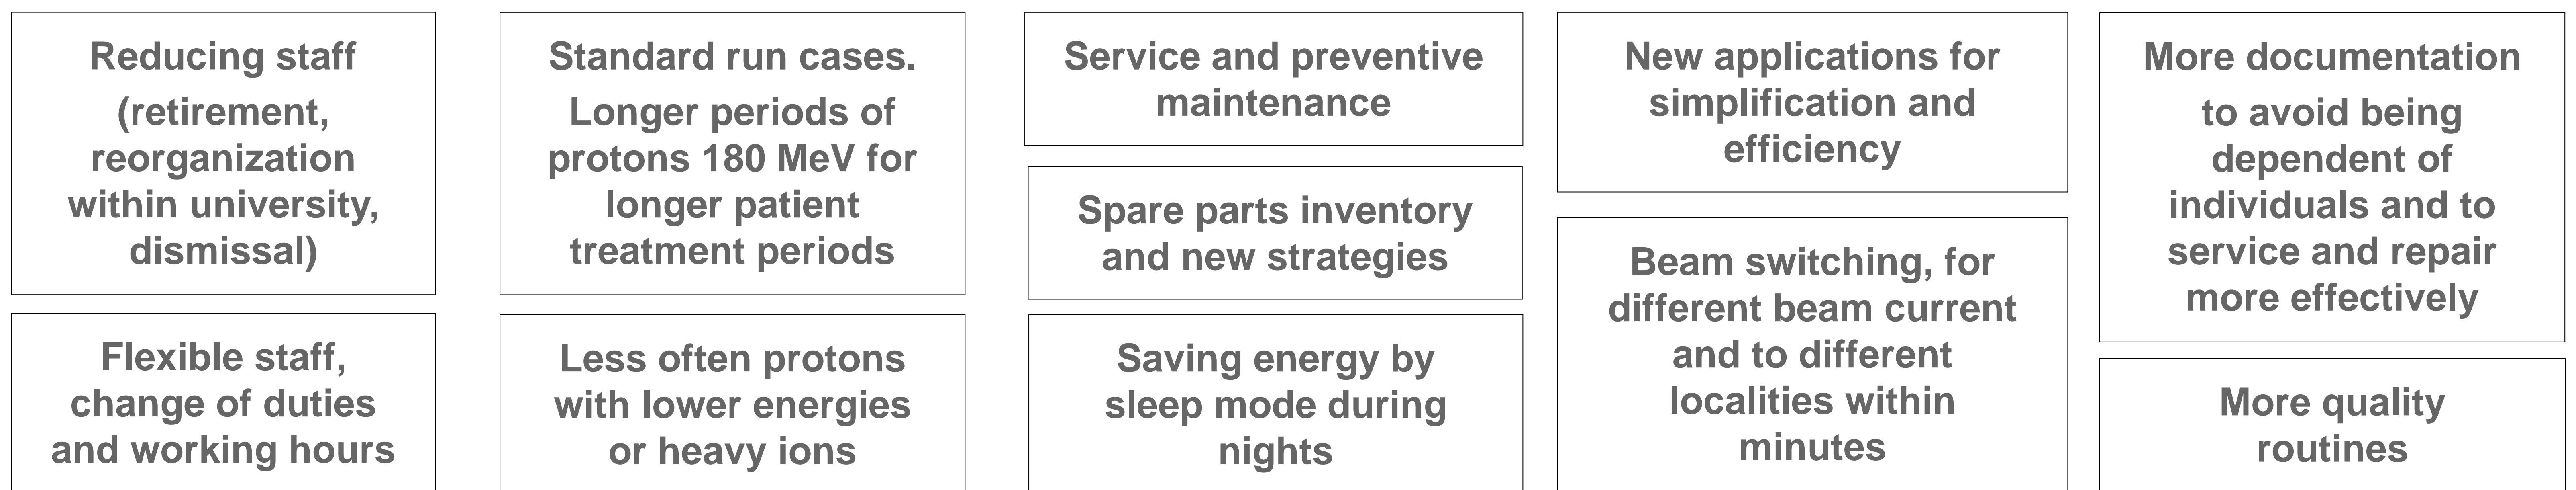 Reducing staff
(retirement,
reorganization
within university,
dismissal)
Flexible staff,
change of duties
and working hours
Standard run cases.
Longer periods of
protons 180 MeV for
longer patient
treatment periods
Less often protons
with lower energies
or heavy ions
Service and preventive
maintenance
Spare parts inventory
and new strategies
Saving energy by
sleep mode during
nights
New applications for
simplification and
efficiency
Beam switching, for
different beam current
and to different
localities within
minutes
More documentation
to avoid being
dependent of
individuals and to
service and repair
more effectively
More quality
routines